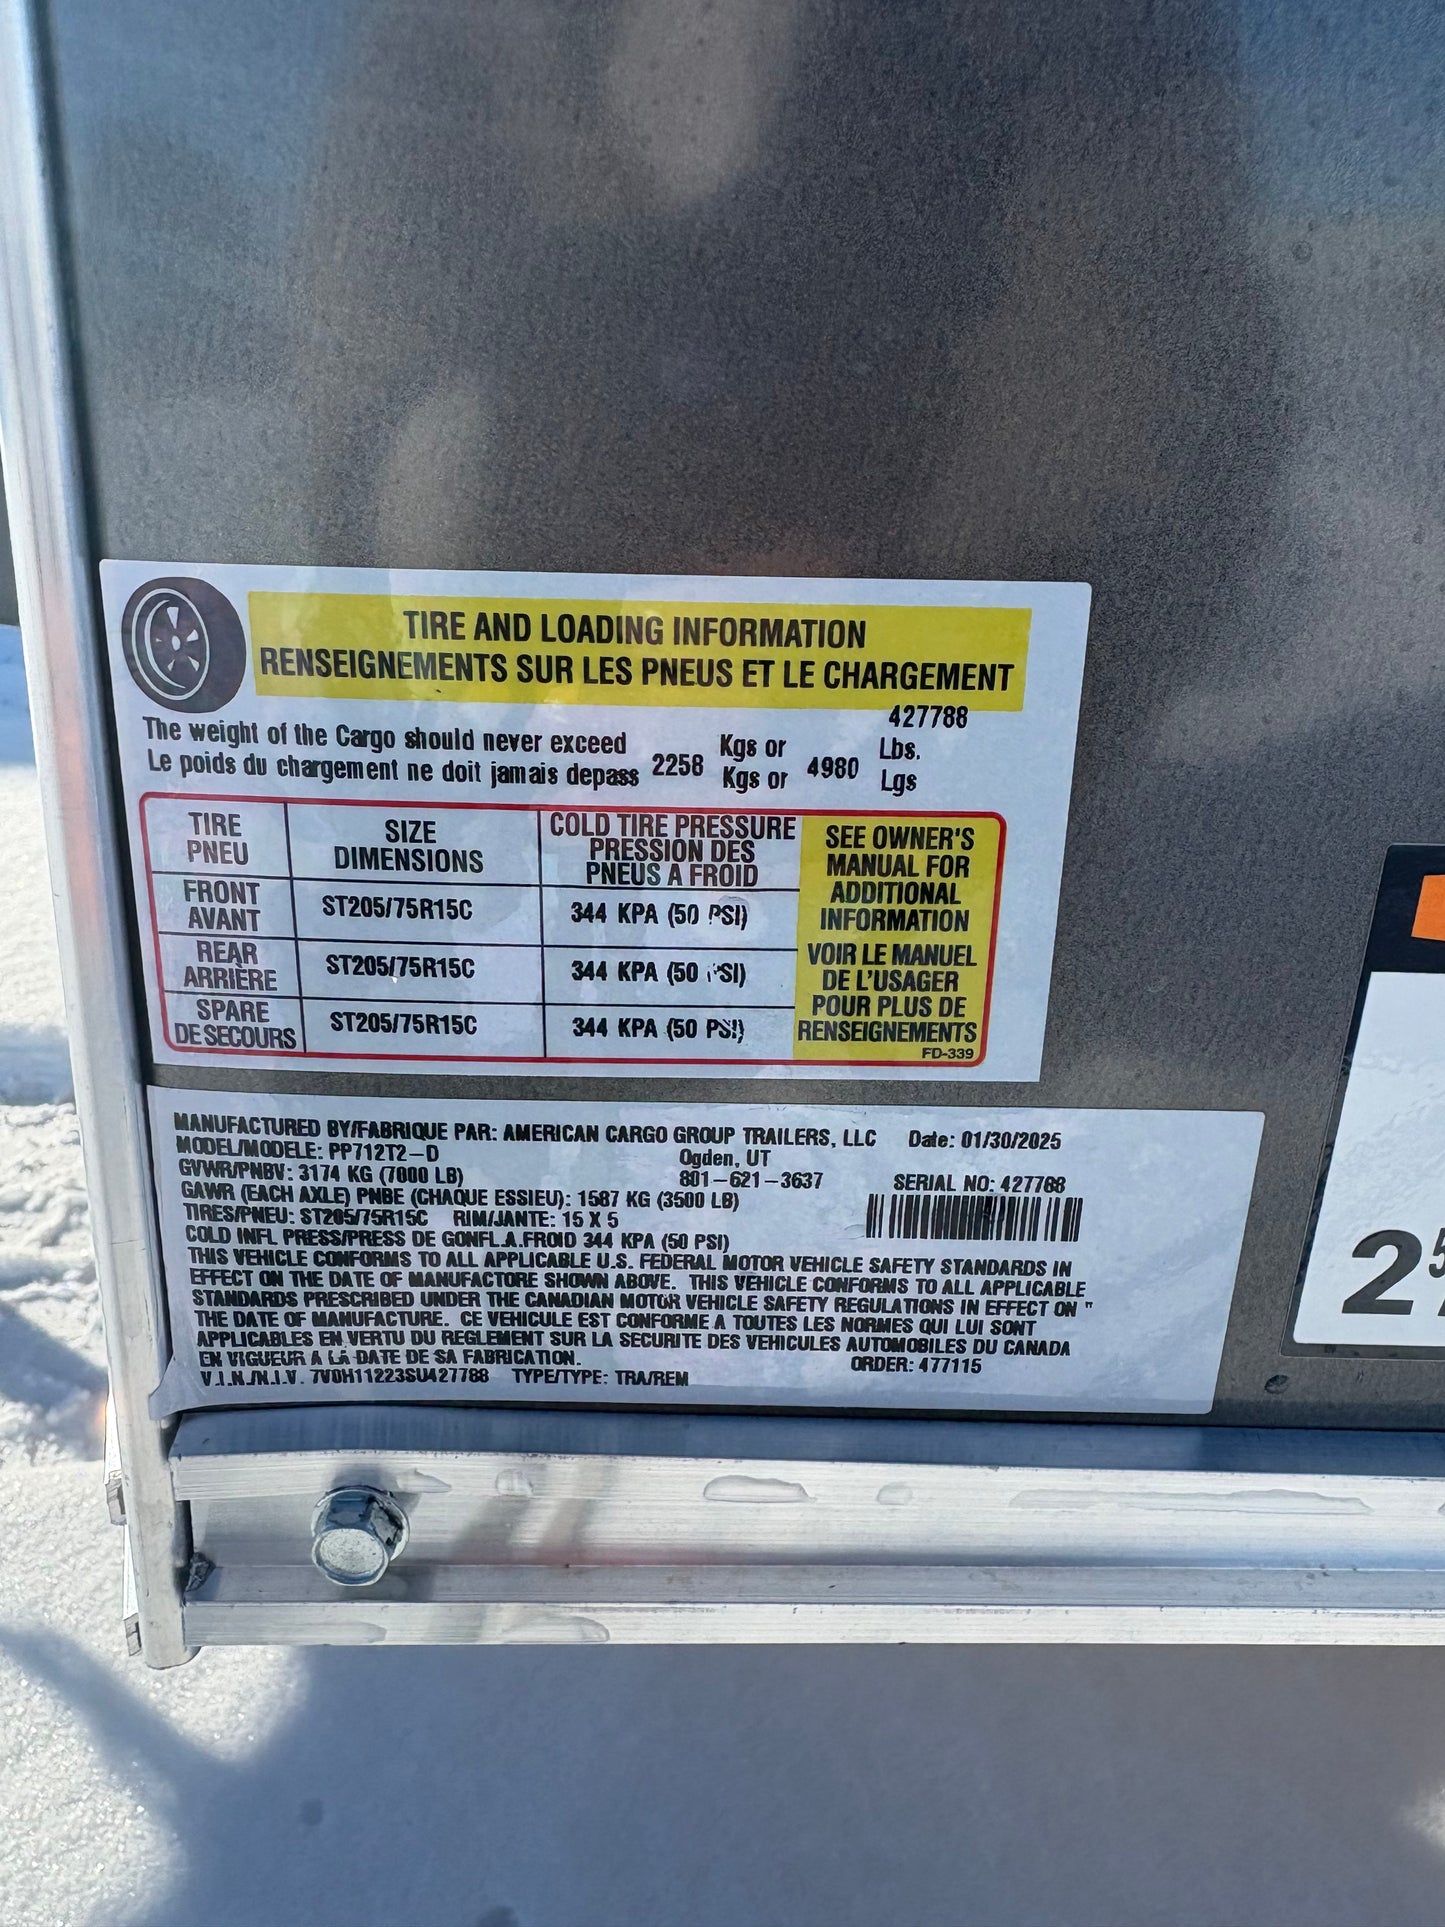 TIRE AND LOADING INFORMATION
RENSEIGNEMENTS SUR LES PNEUS ET LE CHARGEMENT
427788
The weight of the Cargo should never exceed Kgs or Lbs.
Le poids du chargement ne doit jamais depass 2258 Kgs or 4980 Lgs
TIRE SIZE COLD TIRE PRESSURE
PNEU DIMENSIONS PRESSION DES
PNEUS A FROID
FRONT
AVANT ST205/75R15C 344 KPA (50 PSI)
REAR
ARRIÈRE ST205/75R15C 344 KPA (50 PSI)
SPARE
DE SECOURS ST205/75R15C 344 KPA (50 PSI)
SEE OWNER'S
MANUAL FOR
ADDITIONAL
INFORMATION
VOIR LE MANUEL
DE L'USAGER
POUR PLUS DE
RENSEIGNEMENTS
FD-339
MANUFACTURED BY/FABRIQUE PAR: AMERICAN CARGO GROUP TRAILERS, LLC Date: 01/30/2025
MODEL/MODELE: PP712T2-D Ogden, UT
GVWR/PNBV: 3174 KG (7000 LB) 801-621-3637 SERIAL NO: 427788
GAWR (EACH AXLE) PNBE (CHAQUE ESSIEU): 1587 KG (3500 LB)
TIRES/PNEU: ST205/75R15C RIM/JANTE: 15 X 5
COLD INFL PRESS/PRESS DE GONFL.A.FROID 344 KPA (50 PSI)
THIS VEHICLE CONFORMS TO ALL APPLICABLE U.S. FEDERAL MOTOR VEHICLE SAFETY STANDARDS IN
EFFECT ON THE DATE OF MANUFACTORE SHOWN ABOVE. THIS VEHICLE CONFORMS TO ALL APPLICABLE
STANDARDS PRESCRIBED UNDER THE CANADIAN MOTOR VEHICLE SAFETY REGULATIONS IN EFFECT ON "
THE DATE OF MANUFACTURE. CE VEHICULE EST CONFORME A TOUTES LES NORMES QUI LUI SONT
APPLICABLES EN VERTU DU REGLEMENT SUR LA SECURITE DES VEHICULES AUTOMOBILES DU CANADA
EN VIGUEUR A LA DATE DE SA FABRICATION. ORDER: 477115
V.I.N./N.I.V. 7V0H11223SU427788 TYPE/TYPE: TRA/REM
2